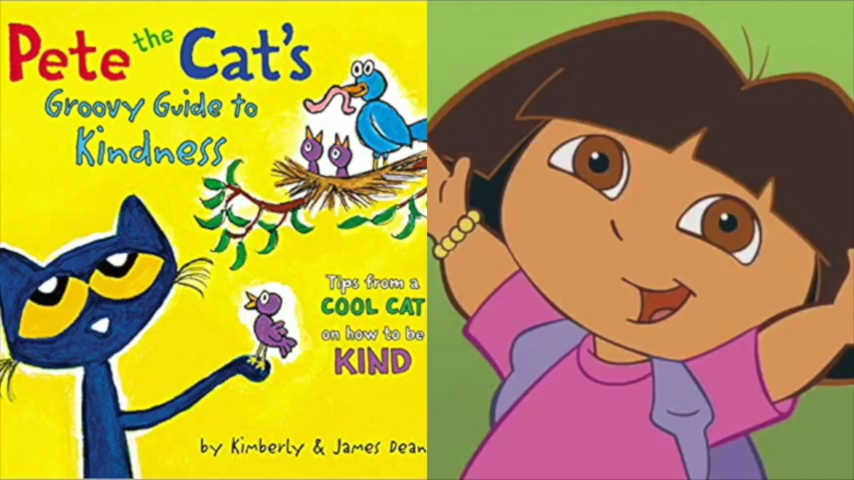 Pete the Cat's
Groovy Guide to
Kindness
Tips from a
COOL CAT
on how to be
KIND
by Kimberly & James Dean